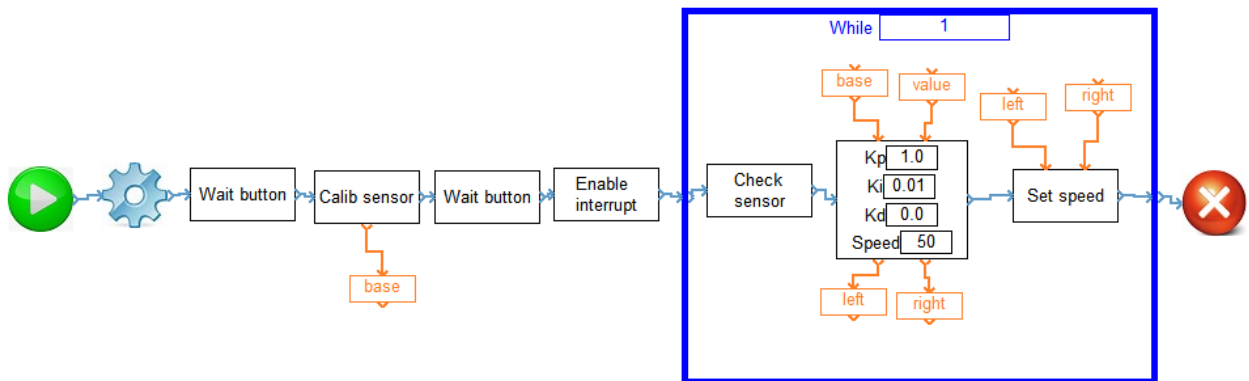 While 1
base
value
left
right
Wait button
Calib sensor
Wait button
Enable
interrupt
Check
sensor
Kp 1.0
Ki 0.01
Kd 0.0
Speed 50
Set speed
base
left
right